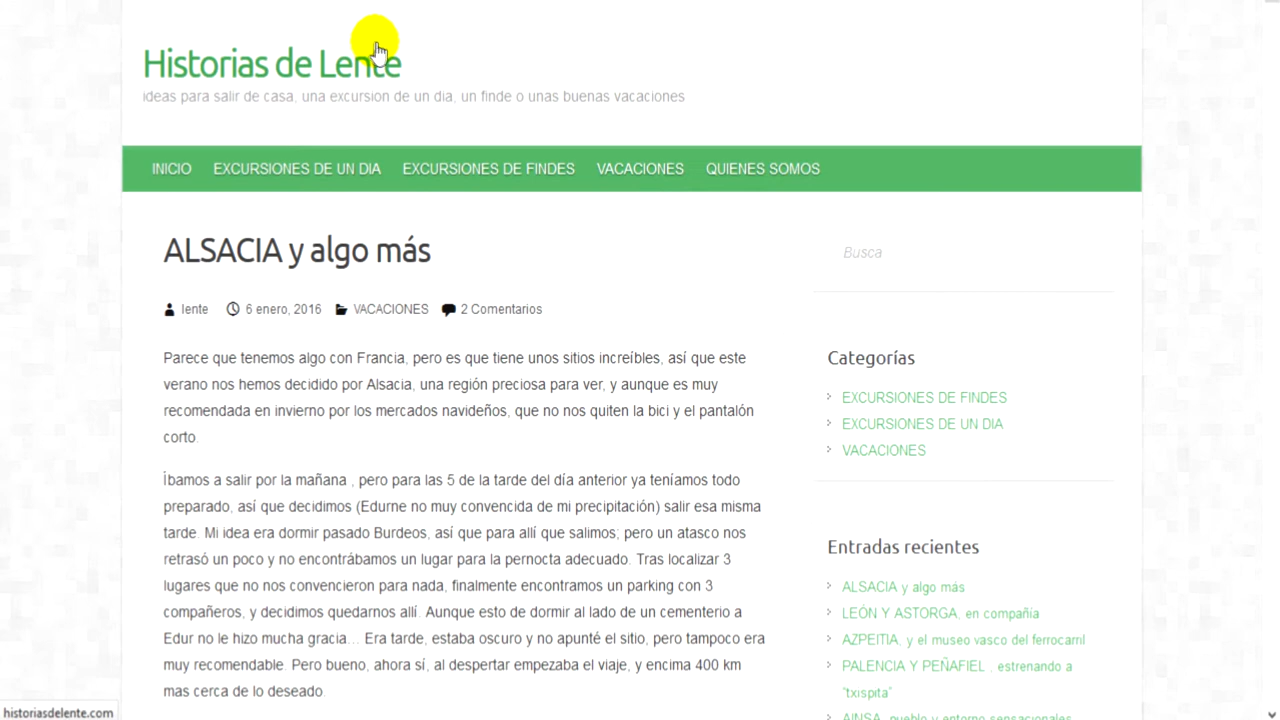 Historias de Lente
ideas para salir de casa, una excursion de un dia, un finde o unas buenas vacaciones
INICIO EXCURSIONES DE UN DIA EXCURSIONES DE FINDES VACACIONES QUIENES SOMOS
ALSACIA y algo más
lente 6 enero, 2016 VACACIONES 2 Comentarios
Parece que tenemos algo con Francia, pero es que tiene unos sitios increíbles, así que este
verano nos hemos decidido por Alsacia, una región preciosa para ver, y aunque es muy
recomendada en invierno por los mercados navideños, que no nos quiten la bici y el pantalón
corto.
Íbamos a salir por la mañana , pero para las 5 de la tarde del día anterior ya teníamos todo
preparado, así que decidimos (Edurne no muy convencida de mi precipitación) salir esa misma
tarde. Mi idea era dormir pasado Burdeos, así que para allí que salimos; pero un atasco nos
retrasó un poco y no encontrábamos un lugar para la pernocta adecuado. Tras localizar 3
lugares que no nos convencieron para nada, finalmente encontramos un parking con 3
compañeros, y decidimos quedarnos allí. Aunque esto de dormir al lado de un cementerio a
Edur no le hizo mucha gracia... Era tarde, estaba oscuro y no apunté el sitio, pero tampoco era
muy recomendable. Pero bueno, ahora sí, al despertar empezaba el viaje, y encima 400 km
mas cerca de lo deseado.
Busca
Categorías
EXCURSIONES DE FINDES
EXCURSIONES DE UN DIA
VACACIONES
Entradas recientes
ALSACIA y algo más
LEÓN Y ASTORGA, en compañía
AZPEITIA, y el museo vasco del ferrocarril
PALENCIA Y PEÑAFIEL , estrenando a
"txispita"
AINSA, pueblo y entorno sensacionales
historiasdelente.com